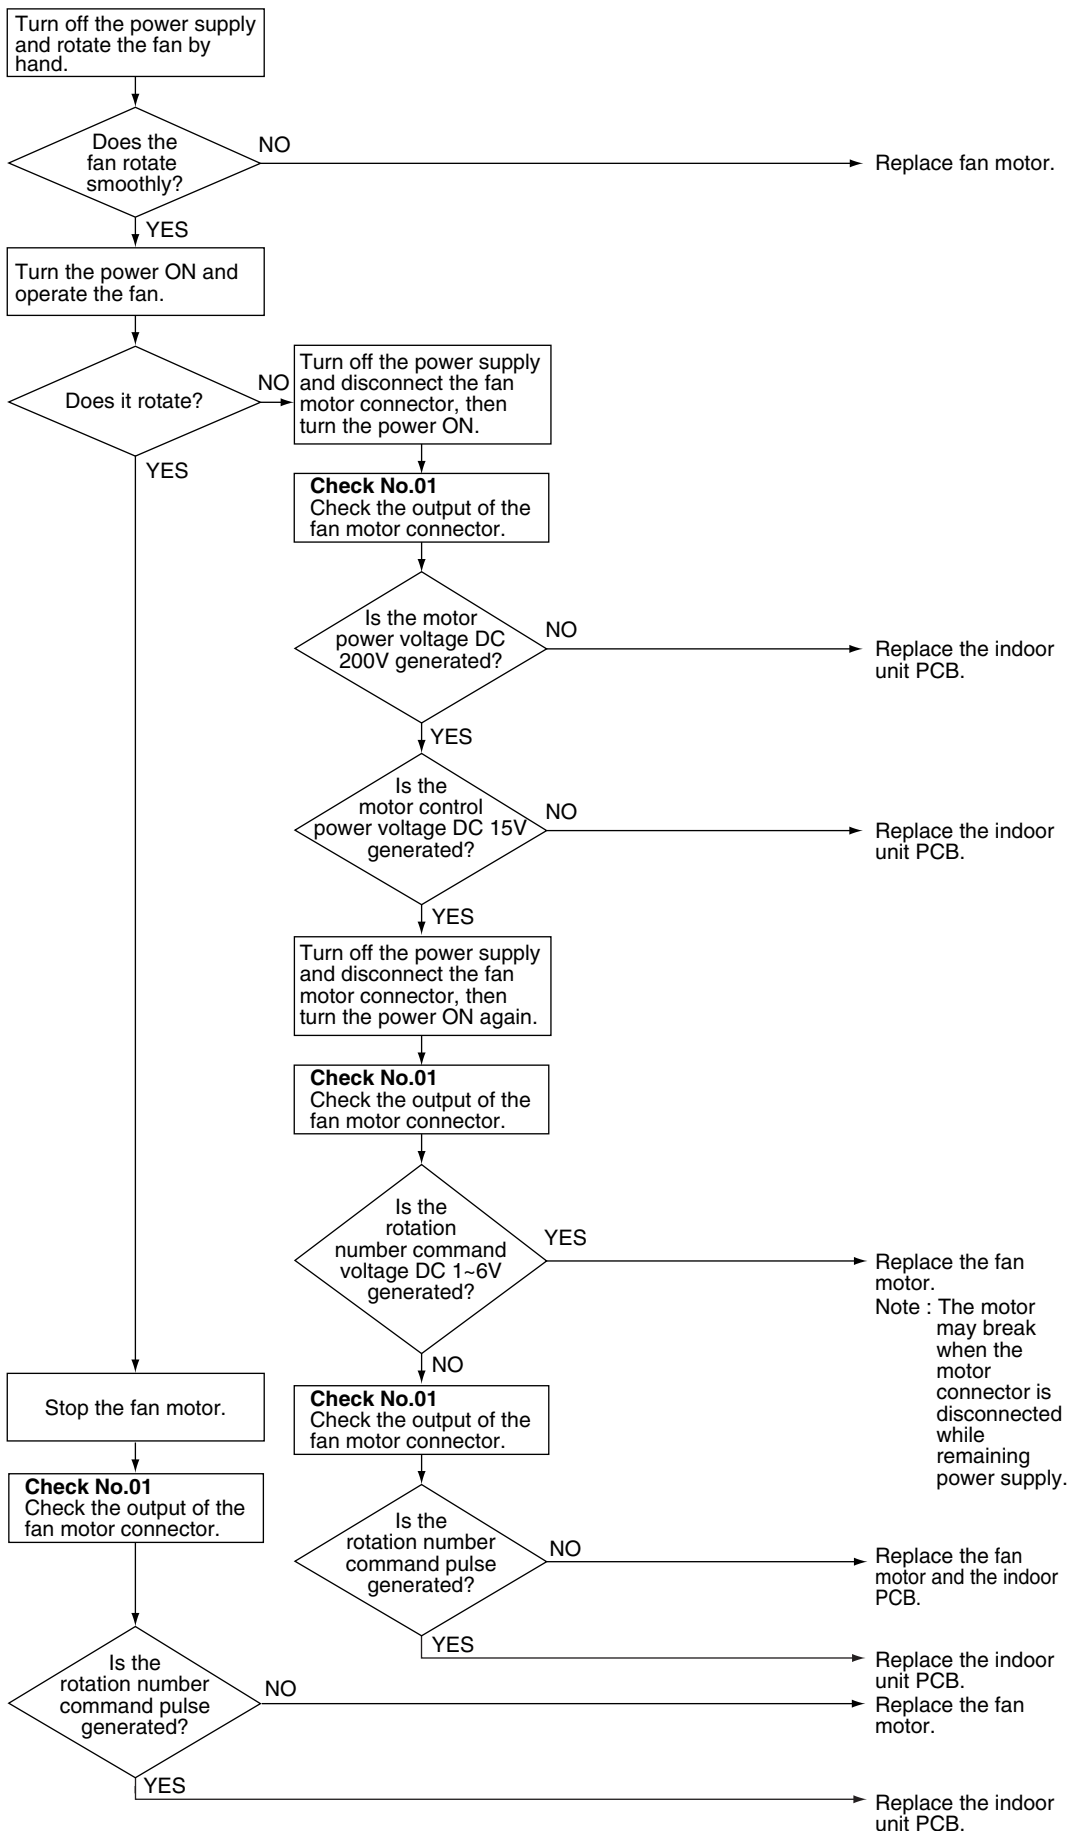 Turn off the power supply
and rotate the fan by
hand.
Does the
fan rotate
smoothly?
NO
Replace fan motor.
YES
Turn the power ON and
operate the fan.
Does it rotate?
NO
Turn off the power supply
and disconnect the fan
motor connector, then
turn the power ON.
YES
Check No.01
Check the output of the
fan motor connector.
Is the motor
power voltage DC
200V generated?
NO
Replace the indoor
unit PCB.
YES
Is the
motor control
power voltage DC 15V
generated?
NO
Replace the indoor
unit PCB.
YES
Turn off the power supply
and disconnect the fan
motor connector, then
turn the power ON again.
Check No.01
Check the output of the
fan motor connector.
Is the
rotation
number command
voltage DC 1~6V
generated?
YES
Replace the fan
motor.
Note : The motor
may break
when the
motor
connector is
disconnected
while
remaining
power supply.
NO
Check No.01
Check the output of the
fan motor connector.
Is the
rotation number
command pulse
generated?
NO
Replace the fan
motor and the indoor
PCB.
YES
Replace the indoor
unit PCB.
Stop the fan motor.
Check No.01
Check the output of the
fan motor connector.
Is the
rotation number
command pulse
generated?
NO
Replace the fan
motor.
YES
Replace the indoor
unit PCB.